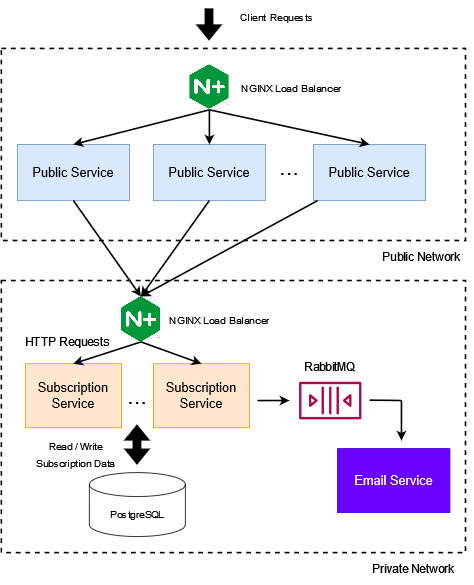 Client Requests
N+
NGINX Load Balancer
Public Service
Public Service
...
Public Service
Public Network
N+
NGINX Load Balancer
HTTP Requests
Subscription
Service
...
Subscription
Service
RabbitMQ
Read / Write
Subscription Data
Email Service
PostgreSQL
Private Network